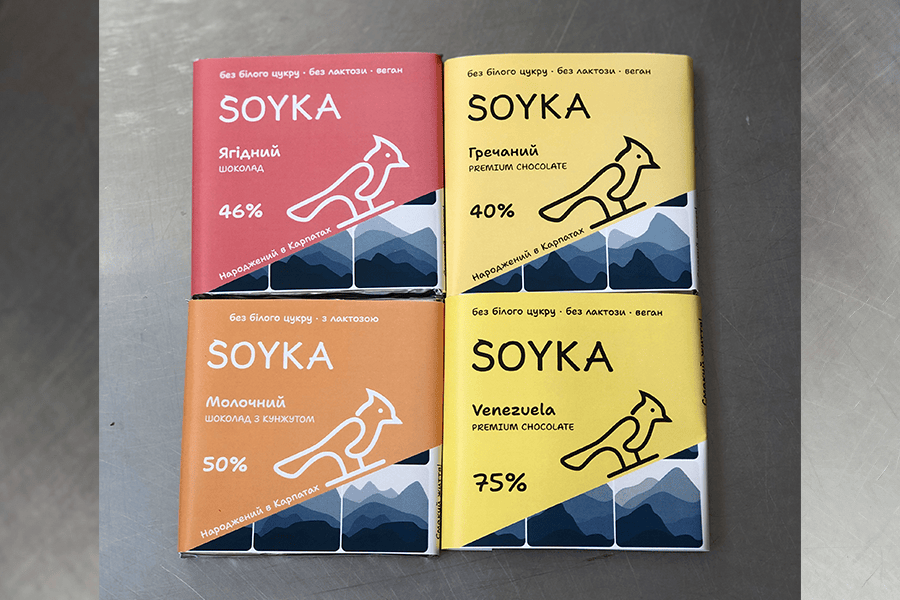 без білого цукру · без лактози · веган
SOYKA
Ягідний
ШОКОЛАД
46%
Народжений в Карпатах
без білого цукру · без лактози · веган
SOYKA
Гречаний
PREMIUM CHOCOLATE
40%
Народжений в Карпатах
без білого цукру · з лактозою
SOYKA
Молочний
ШОКОЛАД З КУНЖУТОМ
50%
Народжений в Карпатах
без білого цукру · без лактози · веган
SOYKA
Venezuela
PREMIUM CHOCOLATE
75%